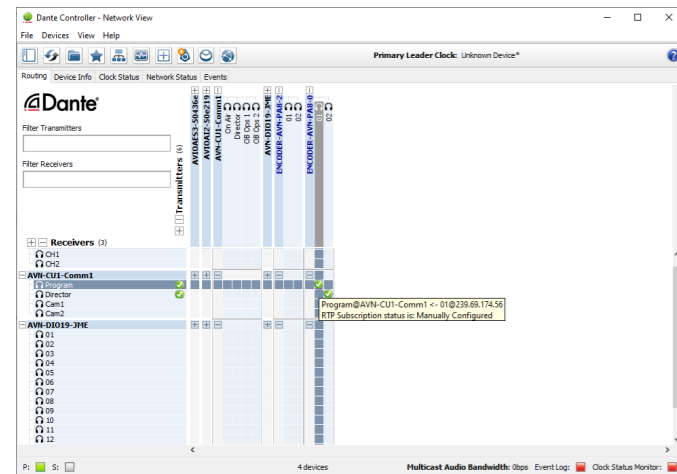 Dante Controller - Network View
File Devices View Help
Primary Leader Clock: Unknown Device*
?
Routing Device Info Clock Status Network Status Events
Dante®
Filter Transmitters
Filter Receivers
Transmitters (6)
AVIOAES3-50436e
AVIOAI2-50e219
AVN-CU1-Comm1
On Air
Director
OB Ops 1
OB Ops 2
AVN-DIO19-JME
ENCODER-AVN-PA8-2
01
02
ENCODER-AVN-PA8-0
02
Receivers (3)
CH1
CH2
AVN-CU1-Comm1
Program
Director
Cam1
Cam2
Program@AVN-CU1-Comm1 <- 01@239.69.174.56
RTP Subscription status is: Manually Configured
AVN-DIO19-JME
01
02
03
04
05
06
07
08
09
10
11
12
P: S: 4 devices Multicast Audio Bandwidth: 0bps Event Log: Clock Status Monitor: